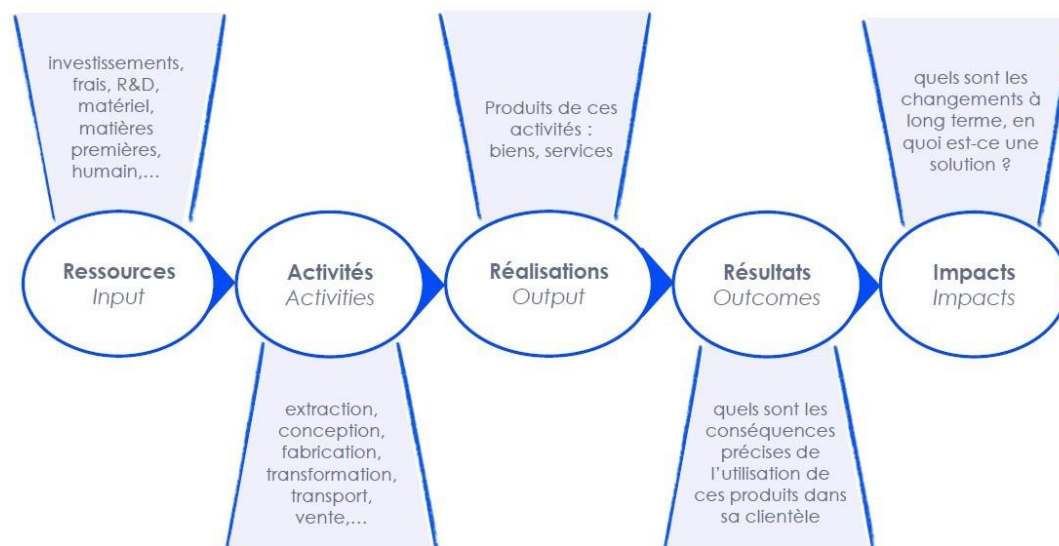 investissements,
frais, R&D,
matériel,
matières
premières,
humain,...
Produits de ces
activités :
biens, services
quels sont les
changements à
long terme, en
quoi est-ce une
solution ?
Ressources
Input
Activités
Activities
Réalisations
Output
Résultats
Outcomes
Impacts
Impacts
extraction,
conception,
fabrication,
transformation,
transport,
vente,...
quels sont les
conséquences
précises de
l'utilisation de
ces produits dans
sa clientèle